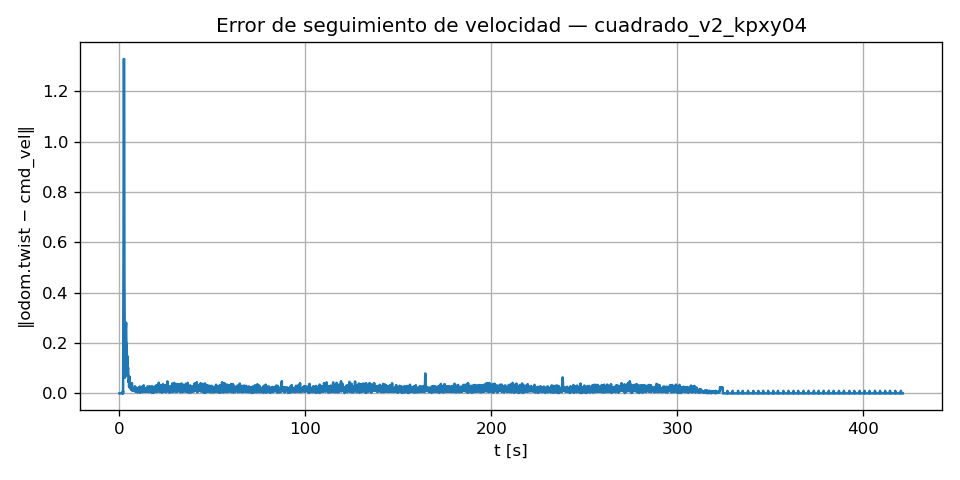 Error de seguimiento de velocidad — cuadrado_v2_kpxy04
‖odom.twist − cmd_vel‖
1.2
1.0
0.8
0.6
0.4
0.2
0.0
0 100 200 300 400
t [s]